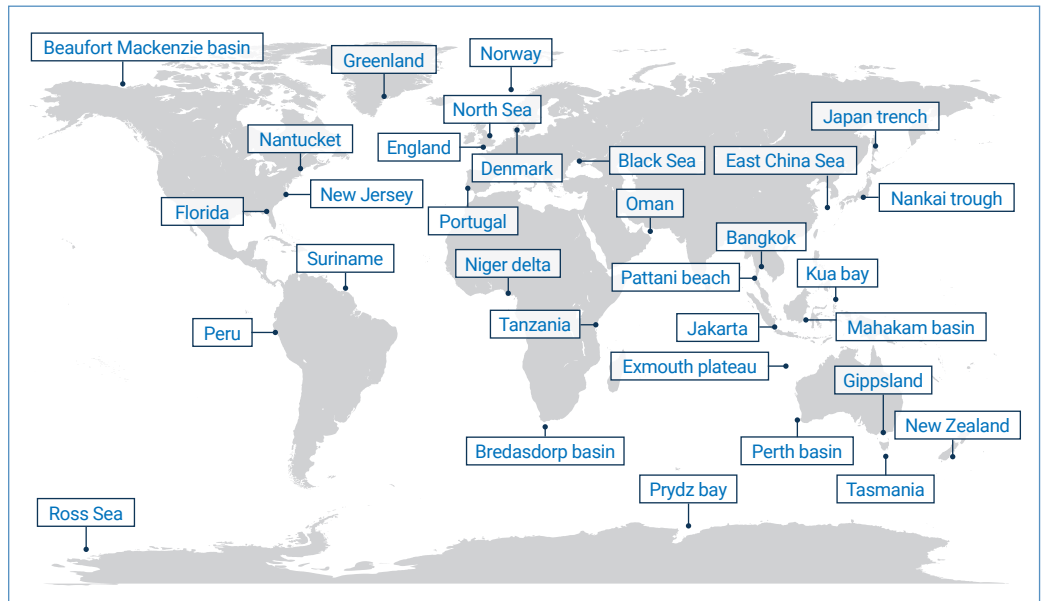 Beaufort Mackenzie basin
Greenland
Norway
North Sea
Japan trench
Nantucket
England
Denmark
Black Sea
East China Sea
New Jersey
Nankai trough
Florida
Portugal
Oman
Bangkok
Suriname
Niger delta
Pattani beach
Kua bay
Peru
Tanzania
Jakarta
Mahakam basin
Exmouth plateau
Gippsland
New Zealand
Bredasdorp basin
Perth basin
Prydz bay
Tasmania
Ross Sea